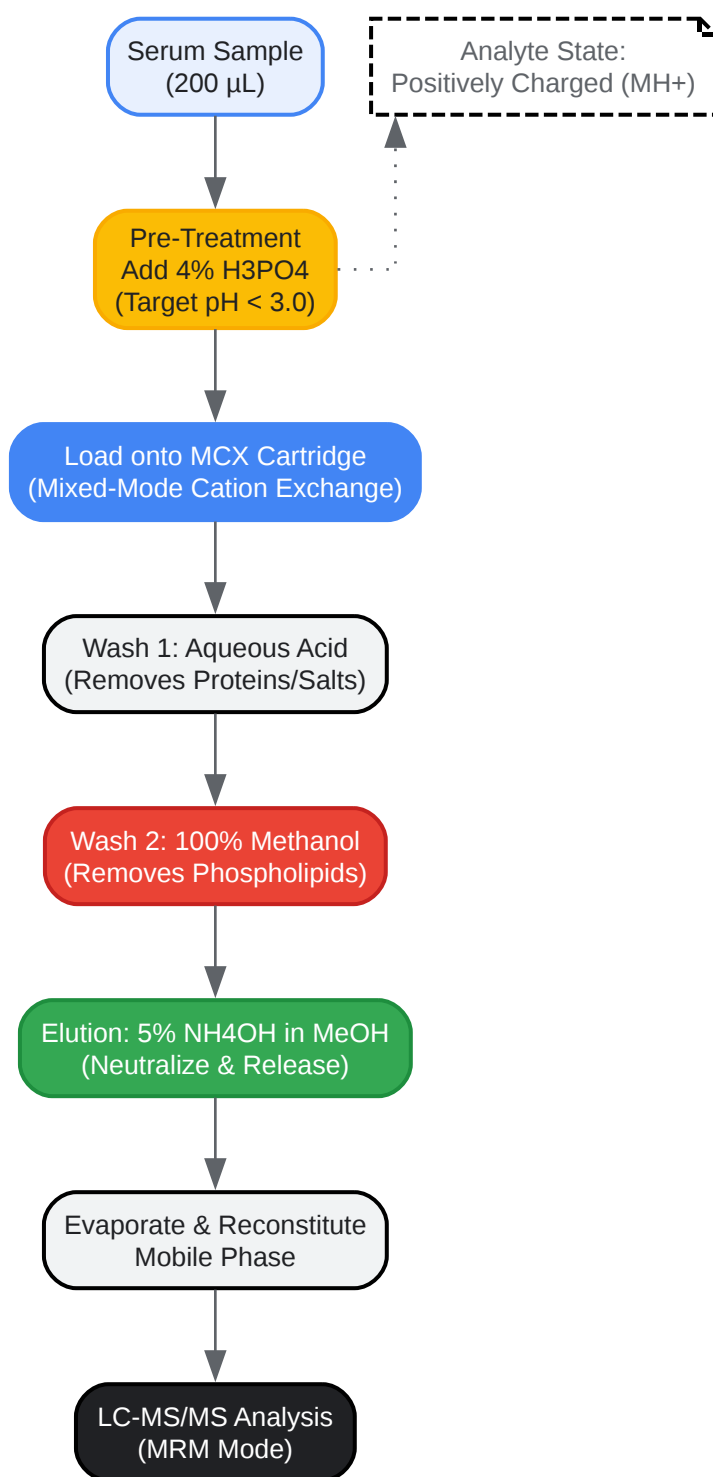 Serum Sample
(200 µL)
Analyte State:
Positively Charged (MH+)
Pre-Treatment
Add 4% H3PO4
(Target pH < 3.0)
Load onto MCX Cartridge
(Mixed-Mode Cation Exchange)
Wash 1: Aqueous Acid
(Removes Proteins/Salts)
Wash 2: 100% Methanol
(Removes Phospholipids)
Elution: 5% NH4OH in MeOH
(Neutralize & Release)
Evaporate & Reconstitute
Mobile Phase
LC-MS/MS Analysis
(MRM Mode)